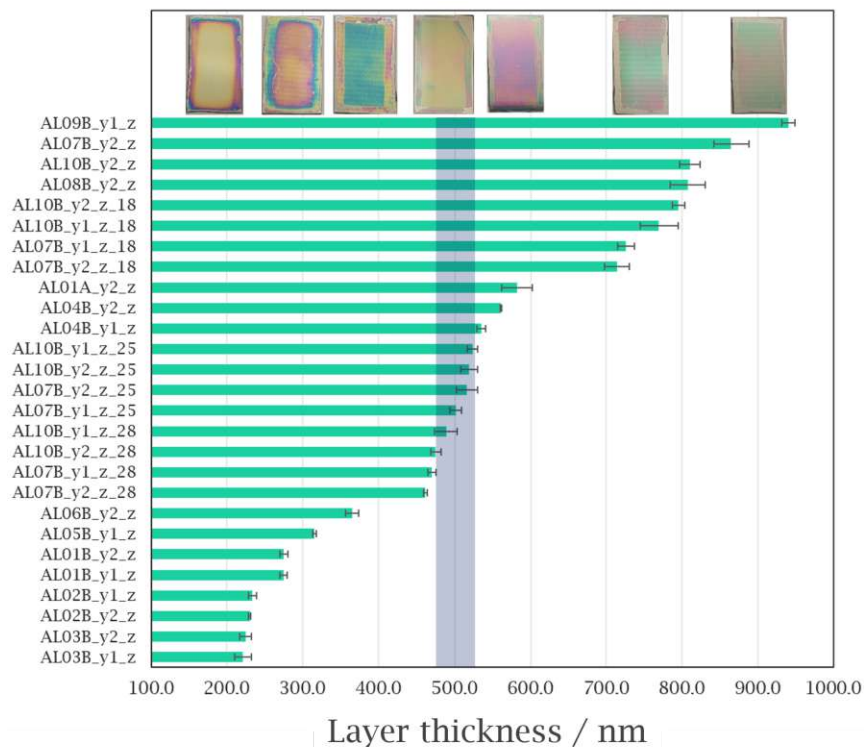 AL09B_y1_z
AL07B_y2_z
AL10B_y2_z
AL08B_y2_z
AL10B_y2_z_18
AL10B_y1_z_18
AL07B_y1_z_18
AL07B_y2_z_18
AL01A_y2_z
AL04B_y2_z
AL04B_y1_z
AL10B_y1_z_25
AL10B_y2_z_25
AL07B_y2_z_25
AL07B_y1_z_25
AL10B_y1_z_28
AL10B_y2_z_28
AL07B_y1_z_28
AL07B_y2_z_28
AL06B_y2_z
AL05B_y1_z
AL01B_y2_z
AL01B_y1_z
AL02B_y1_z
AL02B_y2_z
AL03B_y2_z
AL03B_y1_z
100.0 200.0 300.0 400.0 500.0 600.0 700.0 800.0 900.0 1000.0
Layer thickness / nm